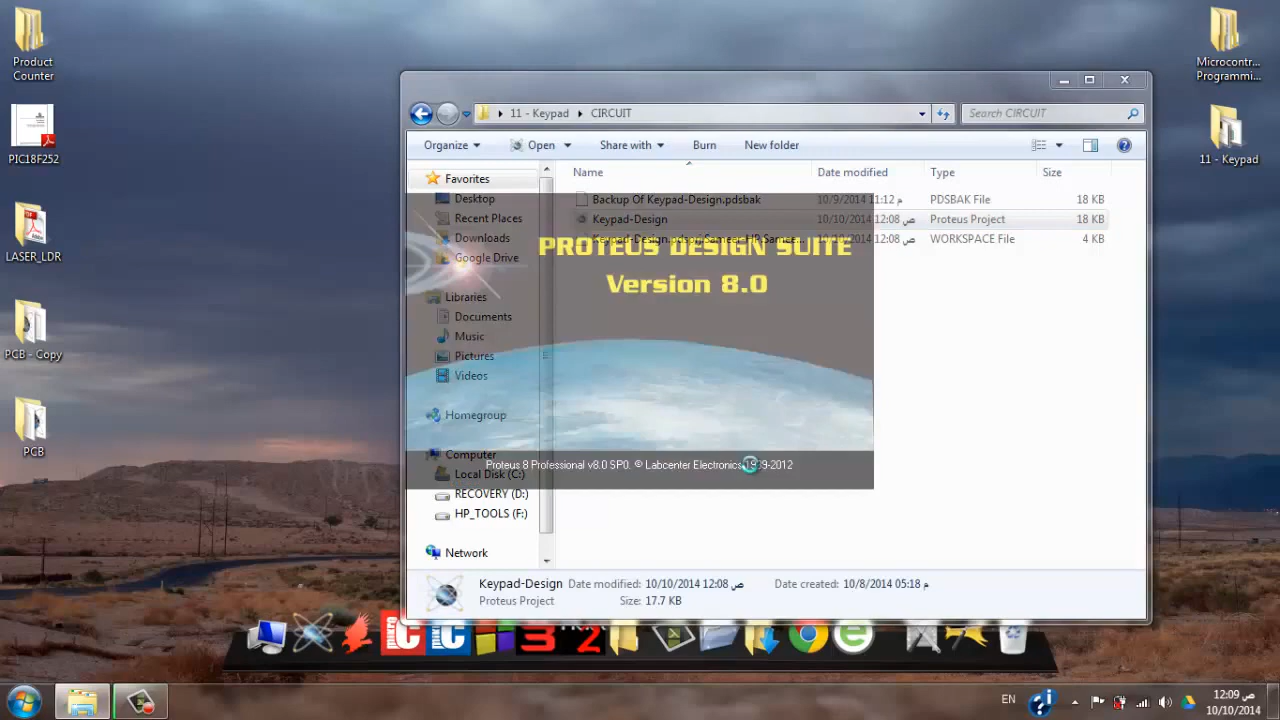 Product
Counter
PIC18F252
LASER_LDR
PCB - Copy
PCB
Microcontr...
Programmi...
11 - Keypad
11 - Keypad
CIRCUIT
Search CIRCUIT
Organize
Open
Share with
Burn
New folder
Name
Date modified
Type
Size
Backup Of Keypad-Design.pdsbak
10/9/2014 11:12 م
PDSBAK File
18 KB
Keypad-Design
10/10/2014 12:08 ص
Proteus Project
18 KB
10/10/2014 12:08 ص
WORKSPACE File
4 KB
Favorites
Desktop
Recent Places
Downloads
Google Drive
Libraries
Documents
Music
Pictures
Videos
Homegroup
Computer
Local Disk (C:)
RECOVERY (D:)
HP_TOOLS (F:)
Network
PROTEUS DESIGN SUITE
Version 8.0
Proteus 8 Professional v8.0 SP0. © Labcenter Electronics 1989-2012
Keypad-Design
Date modified: 10/10/2014 12:08 ص
Date created: 10/8/2014 05:18 م
Proteus Project
Size: 17.7 KB
EN
12:09 ص
10/10/2014